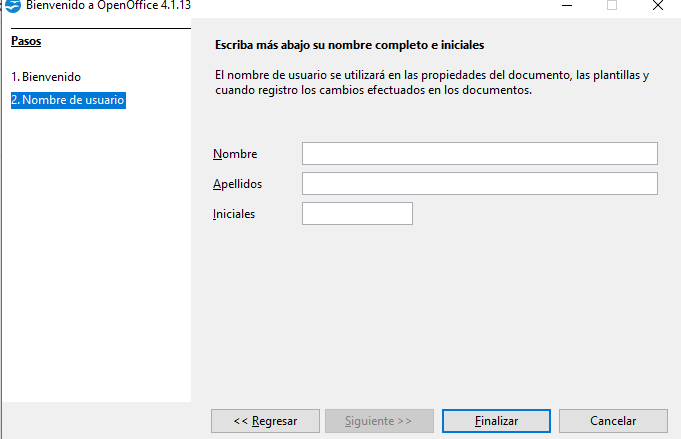 Bienvenido a OpenOffice 4.1.13
Pasos
1. Bienvenido
2. Nombre de usuario
Escriba más abajo su nombre completo e iniciales
El nombre de usuario se utilizará en las propiedades del documento, las plantillas y
cuando registro los cambios efectuados en los documentos.
Nombre
Apellidos
Iniciales
<< Regresar
Siguiente >>
Finalizar
Cancelar